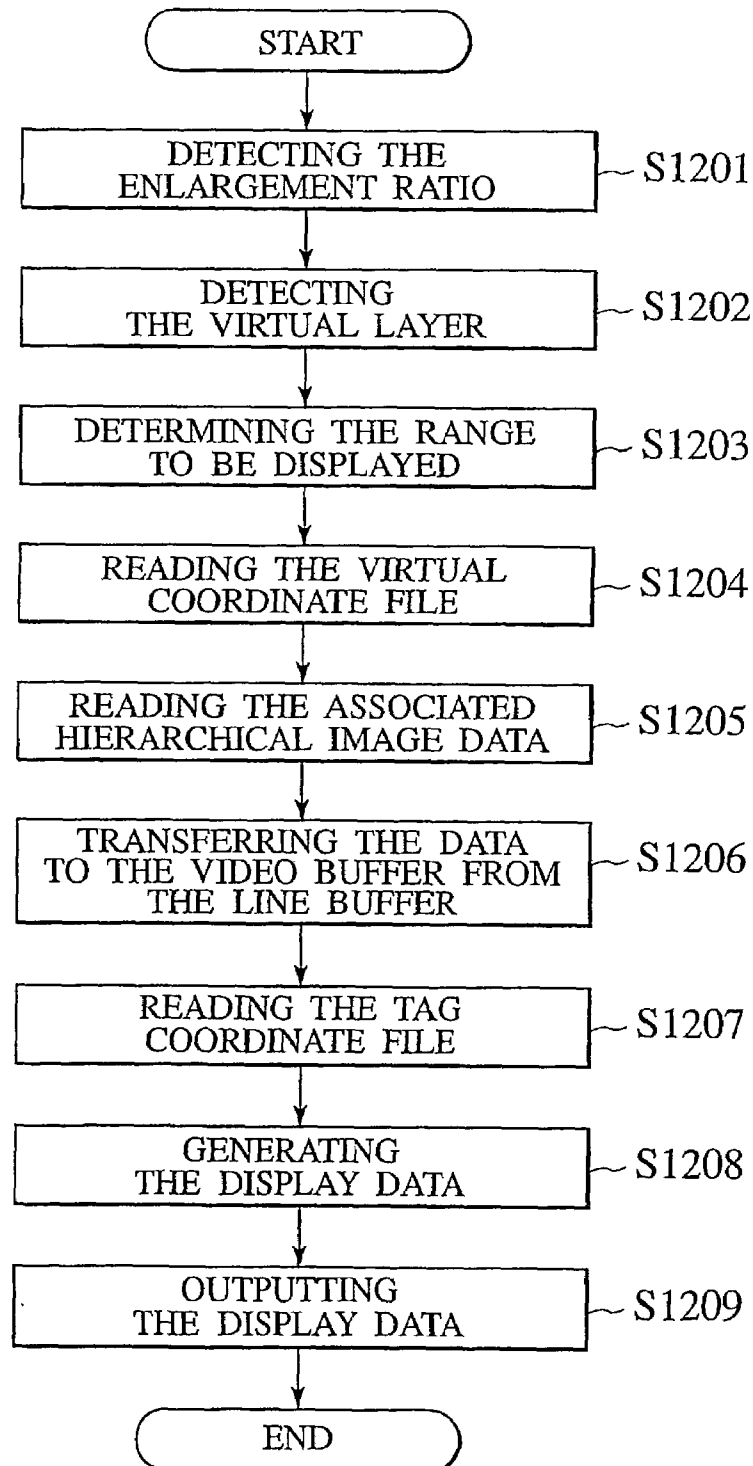 START
DETECTING THE
ENLARGEMENT RATIO
S1201
DETECTING
THE VIRTUAL LAYER
S1202
DETERMINING THE RANGE
TO BE DISPLAYED
S1203
READING THE VIRTUAL
COORDINATE FILE
S1204
READING THE ASSOCIATED
HIERARCHICAL IMAGE DATA
S1205
TRANSFERRING THE DATA
TO THE VIDEO BUFFER FROM
THE LINE BUFFER
S1206
READING THE TAG
COORDINATE FILE
S1207
GENERATING
THE DISPLAY DATA
S1208
OUTPUTTING
THE DISPLAY DATA
S1209
END